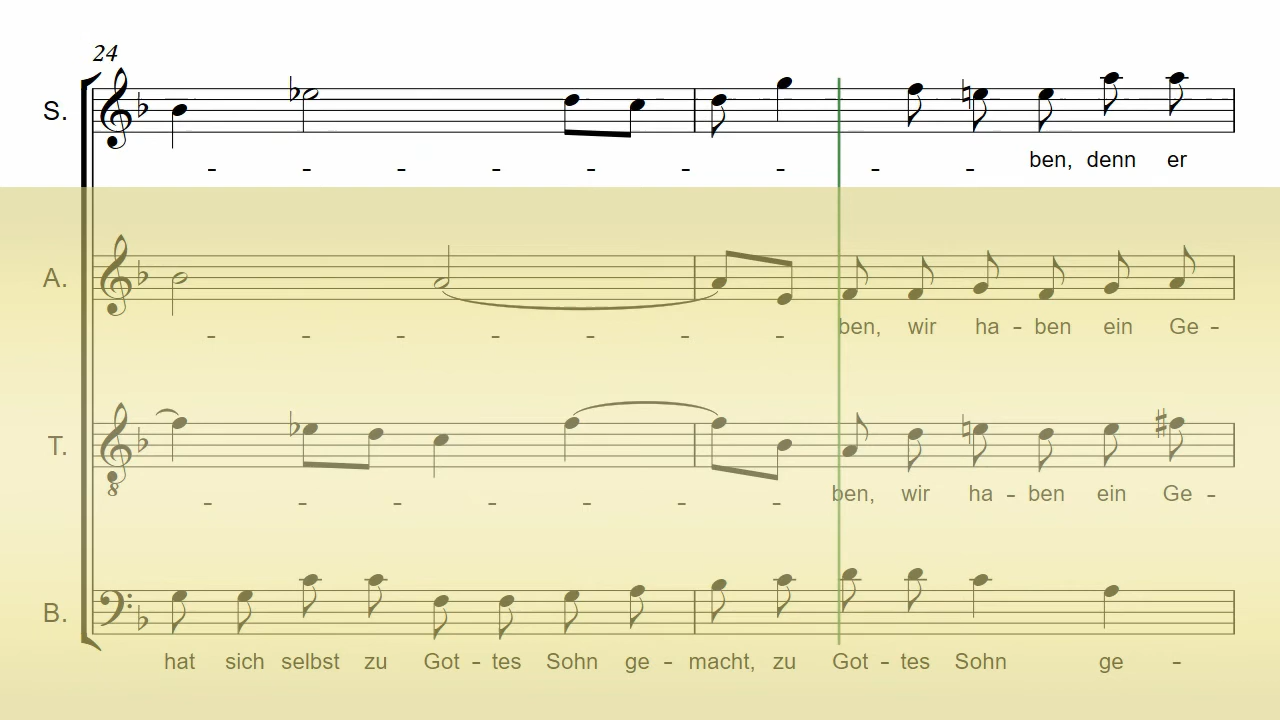 24
S.
- - - - - - - - - ben, denn er
A.
- - - - - - - ben, wir ha - ben ein Ge -
T.
8
- - - - - - - ben, wir ha - ben ein Ge -
B.
hat sich selbst zu Got - tes Sohn ge - macht, zu Got - tes Sohn ge -